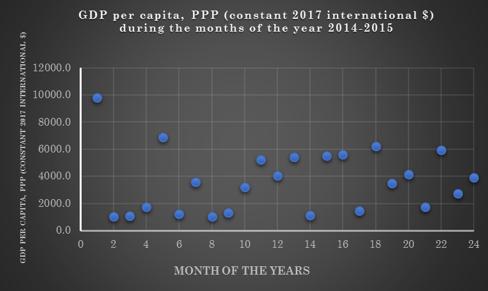 GDP per capita, PPP (constant 2017 international $)
during the months of the year 2014-2015
GDP PER CAPITA, PPP (CONSTANT 2017 INTERNATIONAL $)
12000.0
10000.0
8000.0
6000.0
4000.0
2000.0
0.0
0 2 4 6 8 10 12 14 16 18 20 22 24
MONTH OF THE YEARS